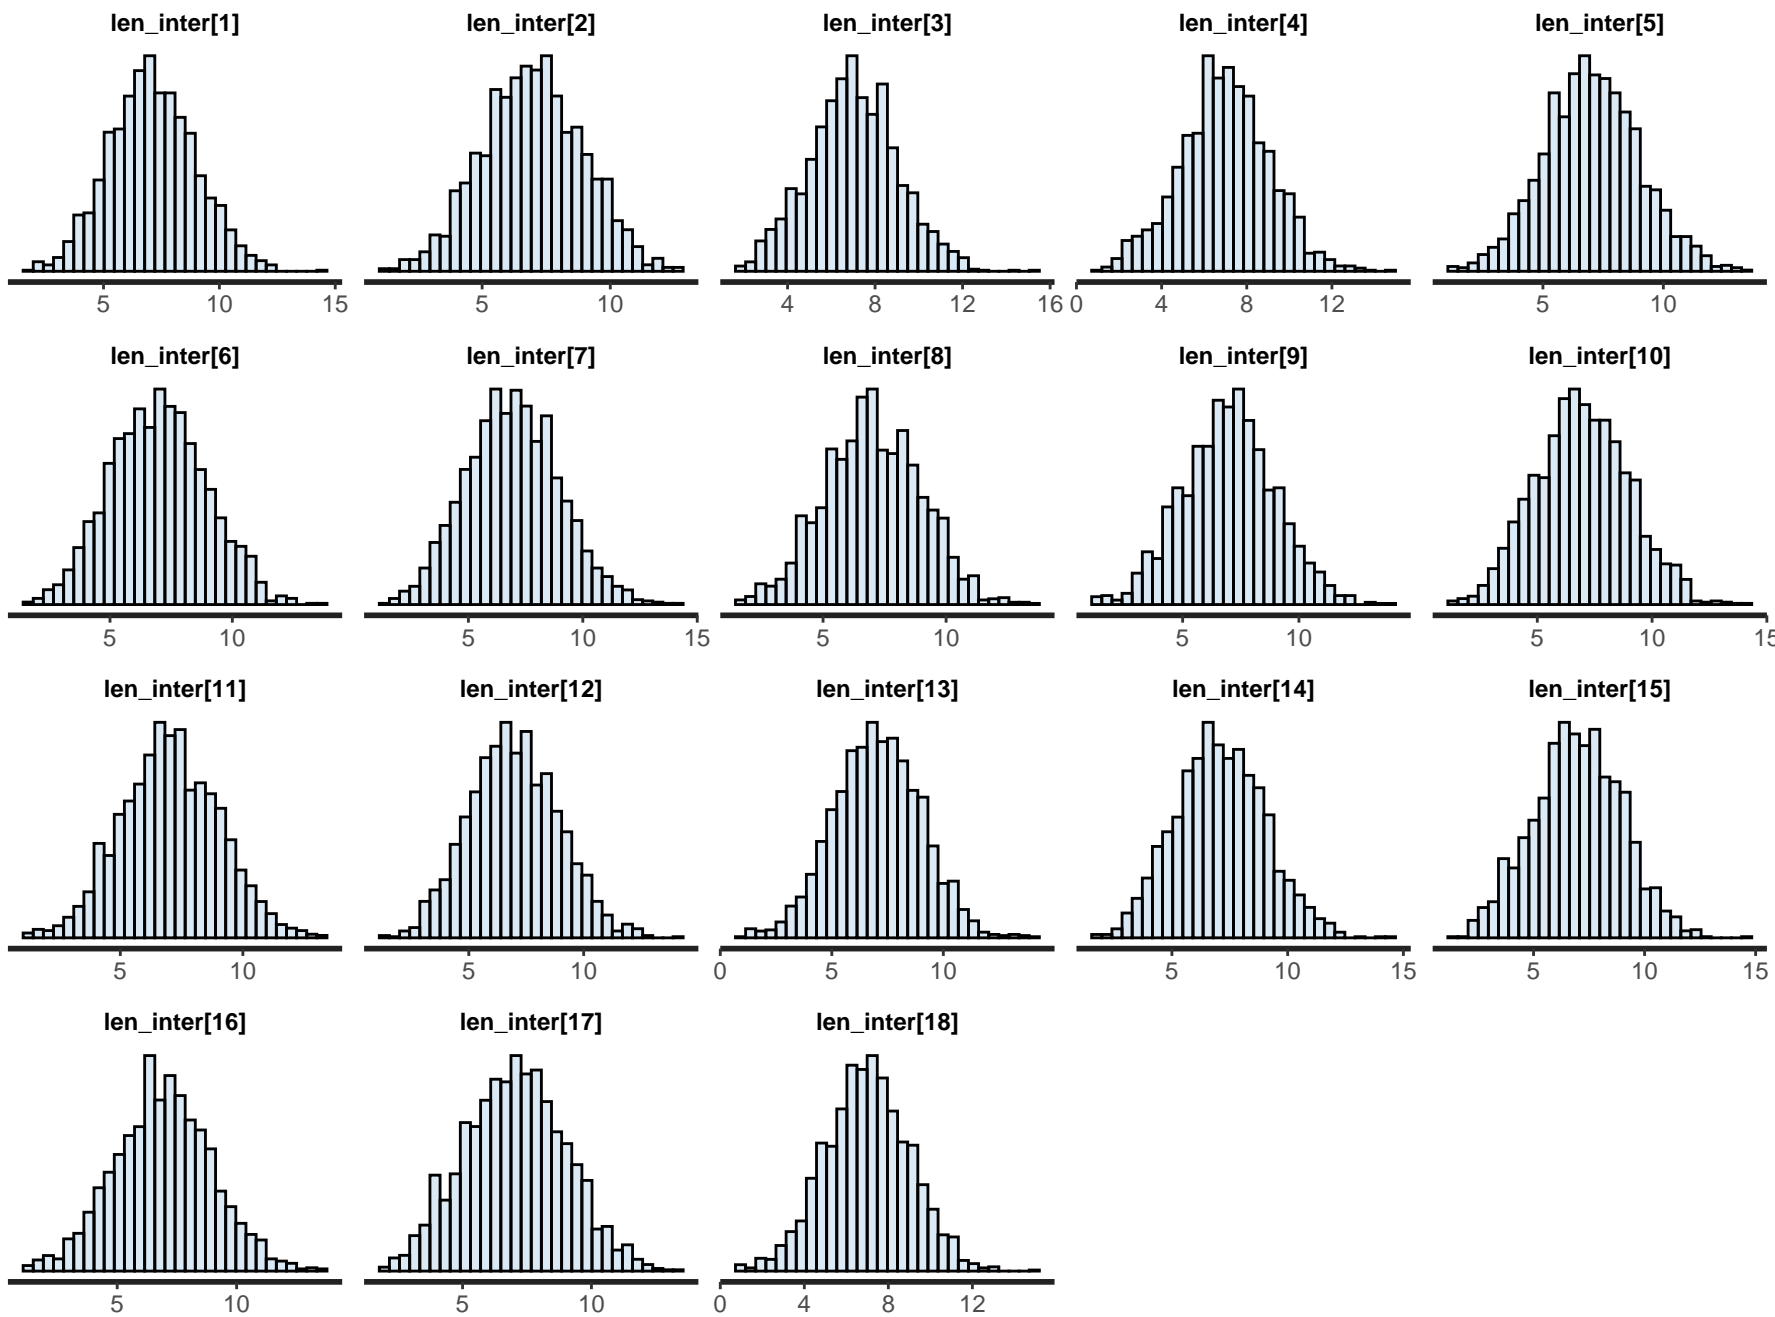 len_inter[1] len_inter[2] len_inter[3] len_inter[4] len_inter[5]
5 10 15 5 10 4 8 12 16 0 4 8 12 5 10
len_inter[6] len_inter[7] len_inter[8] len_inter[9] len_inter[10]
5 10 5 10 15 5 10 5 10 5 10 15
len_inter[11] len_inter[12] len_inter[13] len_inter[14] len_inter[15]
5 10 5 10 0 5 10 5 10 15 5 10 15
len_inter[16] len_inter[17] len_inter[18]
5 10 5 10 0 4 8 12